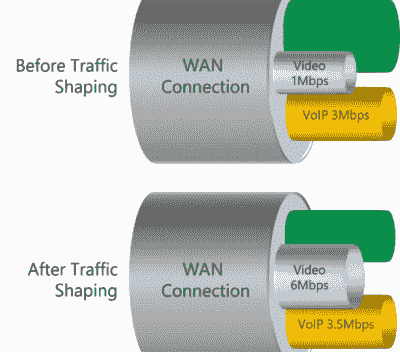 Before Traffic
Shaping
WAN
Connection
Video
1Mbps
VoIP 3Mbps
After Traffic
Shaping
WAN
Connection
Video
6Mbps
VoIP 3.5Mbps